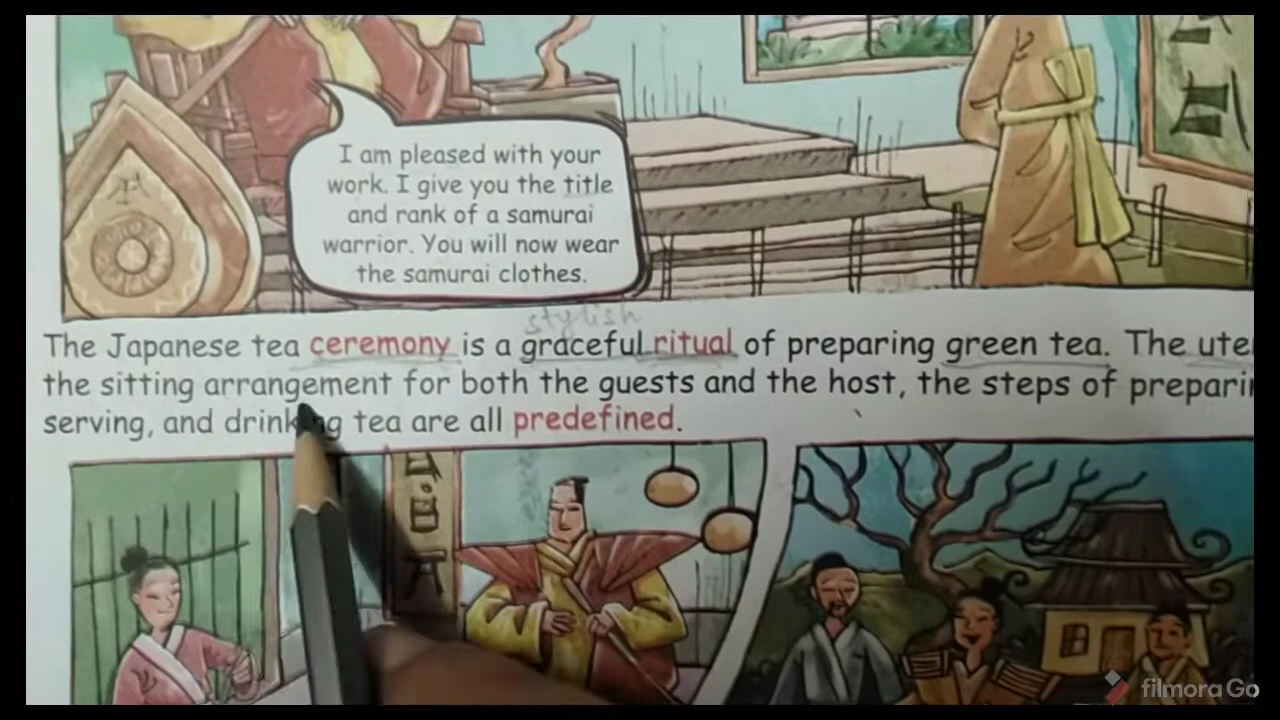 I am pleased with your
work. I give you the title
and rank of a samurai
warrior. You will now wear
the samurai clothes.
stylish
The Japanese tea ceremony is a graceful ritual of preparing green tea. The
the sitting arrangement for both the guests and the host, the steps of
serving, and drinking tea are all predefined.
filmoraGo